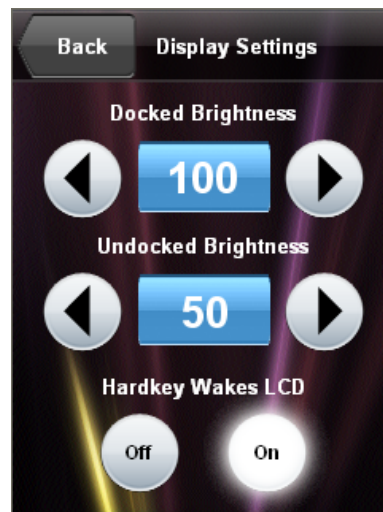 Back Display Settings
Docked Brightness
100
Undocked Brightness
50
Hardkey Wakes LCD
Off On